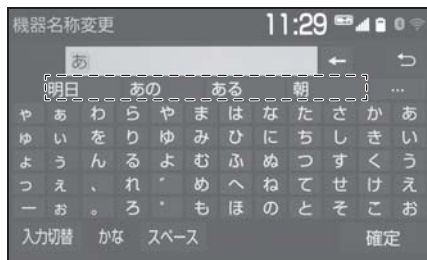 機器名称変更 11:29
あ ←
明日 あの ある 朝 …
ゃ ぁ わ ら や ま は な た さ か あ
ゅ ぃ を り ゆ み ひ に ち し き い
ょ ぅ ん る よ む ふ ぬ つ す く う
っ ぇ 、 れ ゛ め へ ね て せ け え
ー ぉ 。 ろ ゜ も ほ の と そ こ お
入力切替 かな スペース 確定